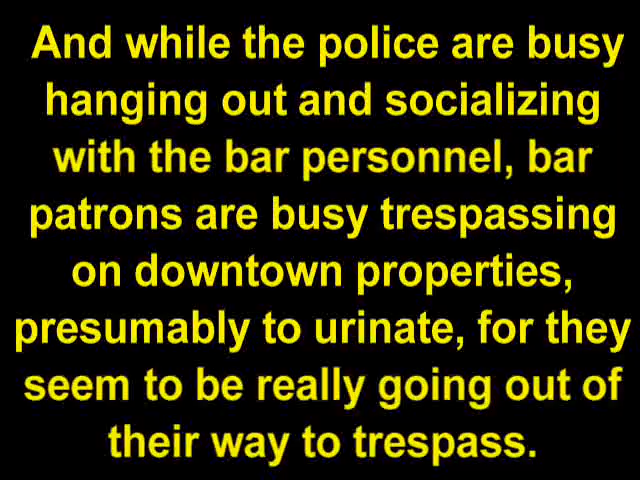 And while the police are busy
hanging out and socializing
with the bar personnel, bar
patrons are busy trespassing
on downtown properties,
presumably to urinate, for they
seem to be really going out of
their way to trespass.